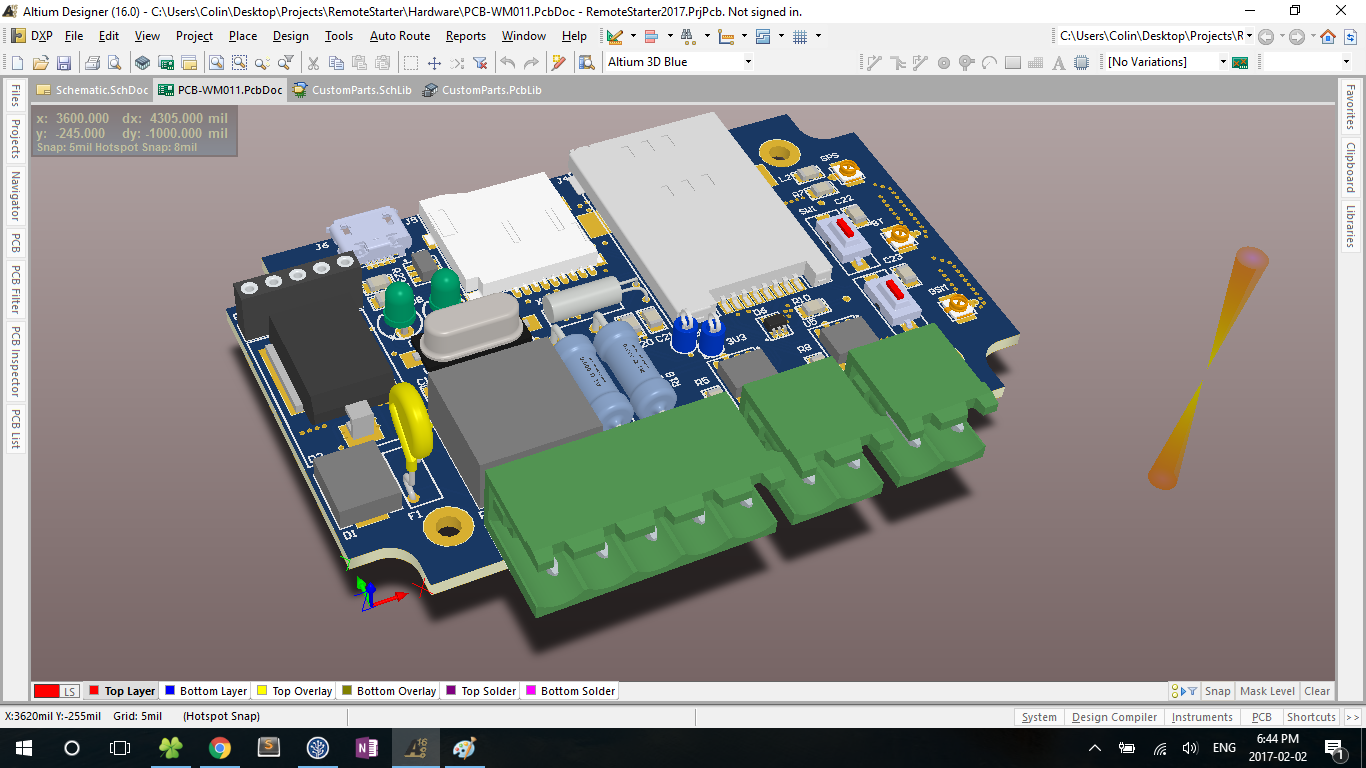 Altium Designer (16.0) - C:\Users\Colin\Desktop\Projects\RemoteStarter\Hardware\PCB-WM011.PcbDoc - RemoteStarter2017.PrjPcb. Not signed in.
DXP File Edit View Project Place Design Tools Auto Route Reports Window Help C:\Users\Colin\Desktop\Projects\R
Altium 3D Blue [No Variations]
Schematic.SchDoc PCB-WM011.PcbDoc CustomParts.SchLib CustomParts.PcbLib
x: 3600.000 dx: 4305.000 mil
y: -245.000 dy: -1000.000 mil
Snap: 5mil Hotspot Snap: 8mil
Files
Projects
Navigator
PCB
PCB Filter
PCB Inspector
PCB List
Favorites
Clipboard
Libraries
GPS
J4
J5
J6
SW1
C22
BT
C23
GSM
R10
U5
3V3
R8
R5
D1
F1
LS Top Layer Bottom Layer Top Overlay Bottom Overlay Top Solder Bottom Solder Snap Mask Level Clear
X:3620mil Y:-255mil Grid: 5mil (Hotspot Snap) System Design Compiler Instruments PCB Shortcuts >>
ENG
6:44 PM
2017-02-02
1